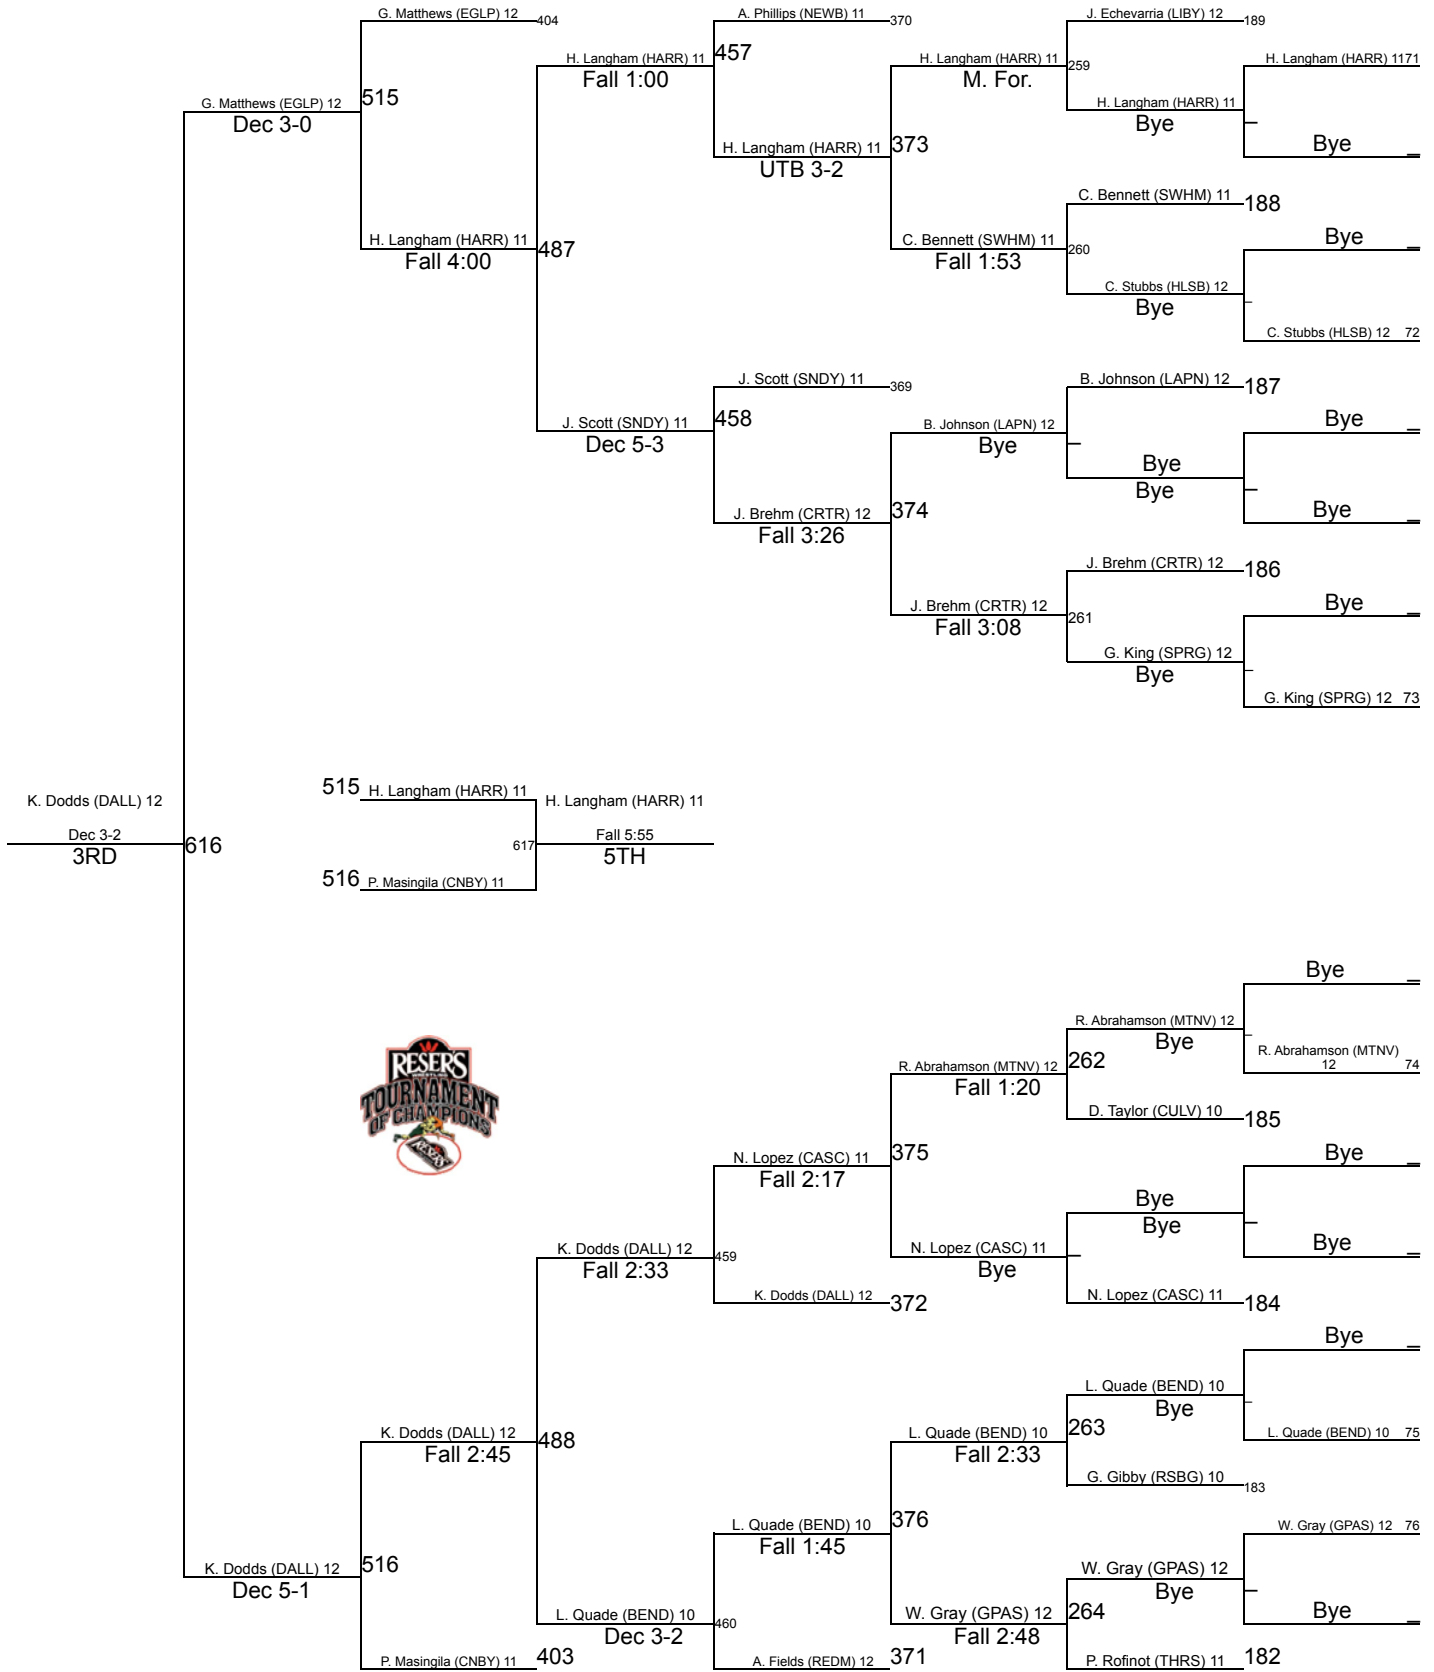 G. Matthews (EGLP) 12 404
A. Phillips (NEWB) 11 370
J. Echevarria (LIBY) 12 189
H. Langham (HARR) 11
Fall 1:00
457
H. Langham (HARR) 11
M. For.
259
H. Langham (HARR) 1171
G. Matthews (EGLP) 12
Dec 3-0
515
H. Langham (HARR) 11
Bye
Bye
H. Langham (HARR) 11
UTB 3-2
373
C. Bennett (SWHM) 11 188
H. Langham (HARR) 11
Fall 4:00
487
C. Bennett (SWHM) 11
Fall 1:53
260
Bye
C. Stubbs (HLSB) 12
Bye
C. Stubbs (HLSB) 12 72
J. Scott (SNDY) 11 369
B. Johnson (LAPN) 12 187
J. Scott (SNDY) 11
Dec 5-3
458
B. Johnson (LAPN) 12
Bye
Bye
Bye
Bye
J. Brehm (CRTR) 12
Fall 3:26
374
Bye
J. Brehm (CRTR) 12 186
J. Brehm (CRTR) 12
Fall 3:08
261
Bye
G. King (SPRG) 12
Bye
G. King (SPRG) 12 73
K. Dodds (DALL) 12
Dec 3-2
3RD
616
515 H. Langham (HARR) 11
H. Langham (HARR) 11
617
Fall 5:55
5TH
516 P. Masingila (CNBY) 11
Bye
R. Abrahamson (MTNV) 12
Bye
R. Abrahamson (MTNV)
12 74
RESER'S
WRESTLING
TOURNAMENT
OF CHAMPIONS
RESER'S
R. Abrahamson (MTNV) 12
Fall 1:20
262
D. Taylor (CULV) 10 185
N. Lopez (CASC) 11
Fall 2:17
375
Bye
Bye
Bye
K. Dodds (DALL) 12
Fall 2:33
459
N. Lopez (CASC) 11
Bye
Bye
K. Dodds (DALL) 12 372
N. Lopez (CASC) 11 184
Bye
L. Quade (BEND) 10
Bye
K. Dodds (DALL) 12
Fall 2:45
488
L. Quade (BEND) 10
Fall 2:33
263
L. Quade (BEND) 10 75
G. Gibby (RSBG) 10 183
L. Quade (BEND) 10
Fall 1:45
376
W. Gray (GPAS) 12 76
K. Dodds (DALL) 12
Dec 5-1
516
W. Gray (GPAS) 12
Bye
L. Quade (BEND) 10
Dec 3-2
460
W. Gray (GPAS) 12
Fall 2:48
264
Bye
P. Masingila (CNBY) 11 403
A. Fields (REDM) 12 371
P. Rofinot (THRS) 11 182